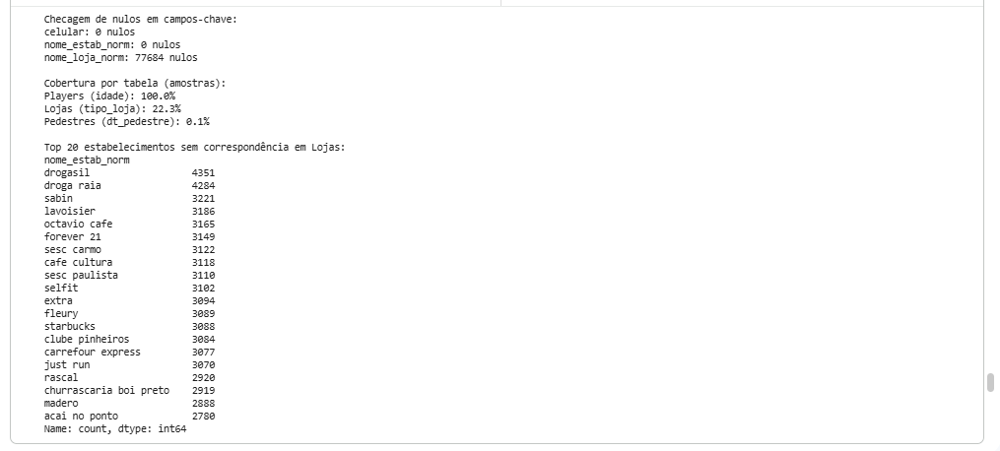 Checagem de nulos em campos-chave:
celular: 0 nulos
nome_estab_norm: 0 nulos
nome_loja_norm: 77684 nulos
Cobertura por tabela (amostras):
Players (idade): 100.0%
Lojas (tipo_loja): 22.3%
Pedestres (dt_pedestre): 0.1%
Top 20 estabelecimentos sem correspondência em Lojas:
nome_estab_norm
drogasil 4351
droga raia 4284
sabin 3221
lavoisier 3186
octavio cafe 3165
forever 21 3149
sesc carmo 3122
cafe cultura 3118
sesc paulista 3110
selfit 3102
extra 3094
fleury 3089
starbucks 3088
clube pinheiros 3084
carrefour express 3077
just run 3070
rascal 2920
churrascaria boi preto 2919
madero 2888
acai no ponto 2780
Name: count, dtype: int64